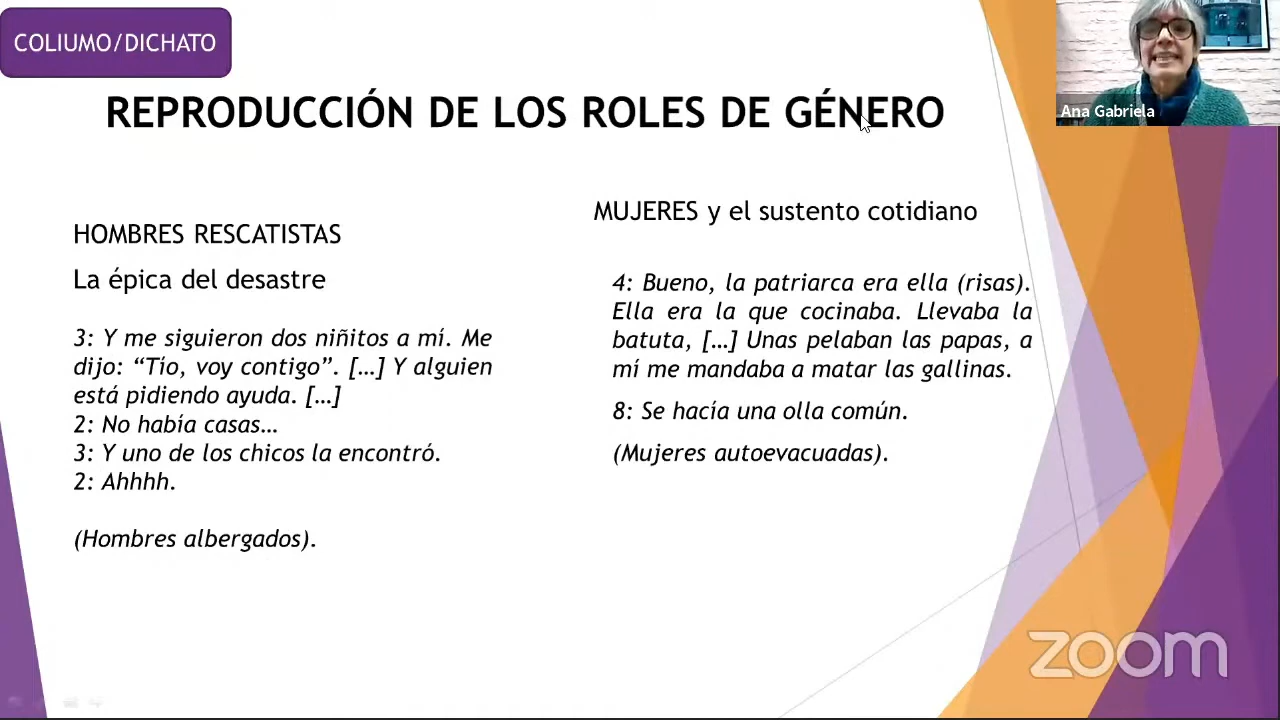 COLIUMO/DICHATO
REPRODUCCIÓN DE LOS ROLES DE GÉNERO
HOMBRES RESCATISTAS
La épica del desastre
3: Y me siguieron dos niñitos a mí. Me
dijo: “Tío, voy contigo”. […] Y alguien
está pidiendo ayuda. […]
2: No había casas…
3: Y uno de los chicos la encontró.
2: Ahhhh.
(Hombres albergados).
MUJERES y el sustento cotidiano
4: Bueno, la patriarca era ella (risas).
Ella era la que cocinaba. Llevaba la
batuta, […] Unas pelaban las papas, a
mí me mandaba a matar las gallinas.
8: Se hacía una olla común.
(Mujeres autoevacuadas).
Ana Gabriela
zoom